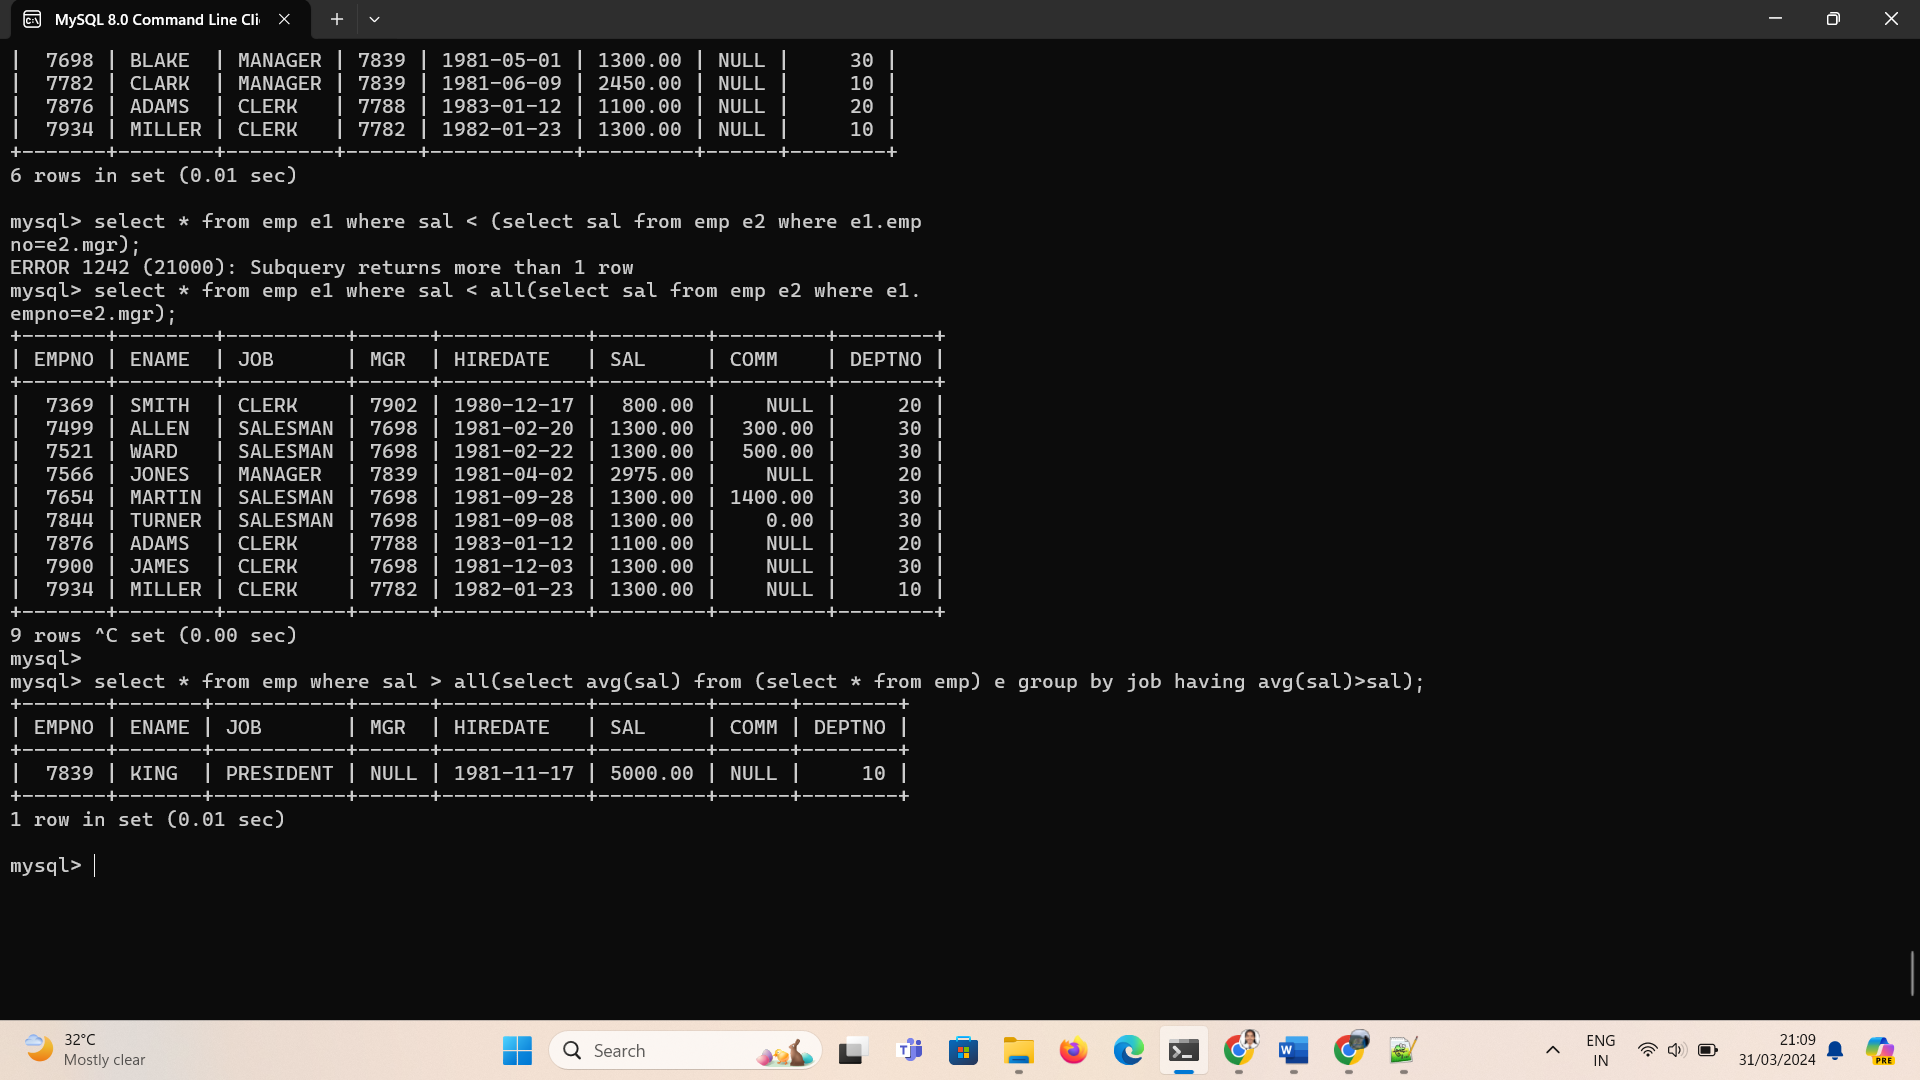 MySQL 8.0 Command Line Cli
| 7698 | BLAKE | MANAGER | 7839 | 1981-05-01 | 1300.00 | NULL | 30 |
| 7782 | CLARK | MANAGER | 7839 | 1981-06-09 | 2450.00 | NULL | 10 |
| 7876 | ADAMS | CLERK | 7788 | 1983-01-12 | 1100.00 | NULL | 20 |
| 7934 | MILLER | CLERK | 7782 | 1982-01-23 | 1300.00 | NULL | 10 |
+-------+--------+---------+------+------------+---------+------+--------+
6 rows in set (0.01 sec)
mysql> select * from emp e1 where sal < (select sal from emp e2 where e1.emp
no=e2.mgr);
ERROR 1242 (21000): Subquery returns more than 1 row
mysql> select * from emp e1 where sal < all(select sal from emp e2 where e1.
empno=e2.mgr);
+-------+--------+----------+------+------------+---------+---------+--------+
| EMPNO | ENAME | JOB | MGR | HIREDATE | SAL | COMM | DEPTNO |
+-------+--------+----------+------+------------+---------+---------+--------+
| 7369 | SMITH | CLERK | 7902 | 1980-12-17 | 800.00 | NULL | 20 |
| 7499 | ALLEN | SALESMAN | 7698 | 1981-02-20 | 1300.00 | 300.00 | 30 |
| 7521 | WARD | SALESMAN | 7698 | 1981-02-22 | 1300.00 | 500.00 | 30 |
| 7566 | JONES | MANAGER | 7839 | 1981-04-02 | 2975.00 | NULL | 20 |
| 7654 | MARTIN | SALESMAN | 7698 | 1981-09-28 | 1300.00 | 1400.00 | 30 |
| 7844 | TURNER | SALESMAN | 7698 | 1981-09-08 | 1300.00 | 0.00 | 30 |
| 7876 | ADAMS | CLERK | 7788 | 1983-01-12 | 1100.00 | NULL | 20 |
| 7900 | JAMES | CLERK | 7698 | 1981-12-03 | 1300.00 | NULL | 30 |
| 7934 | MILLER | CLERK | 7782 | 1982-01-23 | 1300.00 | NULL | 10 |
+-------+--------+----------+------+------------+---------+---------+--------+
9 rows ^C set (0.00 sec)
mysql>
mysql> select * from emp where sal > all(select avg(sal) from (select * from emp) e group by job having avg(sal)>sal);
+-------+-------+-----------+------+------------+---------+------+--------+
| EMPNO | ENAME | JOB | MGR | HIREDATE | SAL | COMM | DEPTNO |
+-------+-------+-----------+------+------------+---------+------+--------+
| 7839 | KING | PRESIDENT | NULL | 1981-11-17 | 5000.00 | NULL | 10 |
+-------+-------+-----------+------+------------+---------+------+--------+
1 row in set (0.01 sec)
mysql>
32°C
Mostly clear
Search
ENG
IN
21:09
31/03/2024
PRE